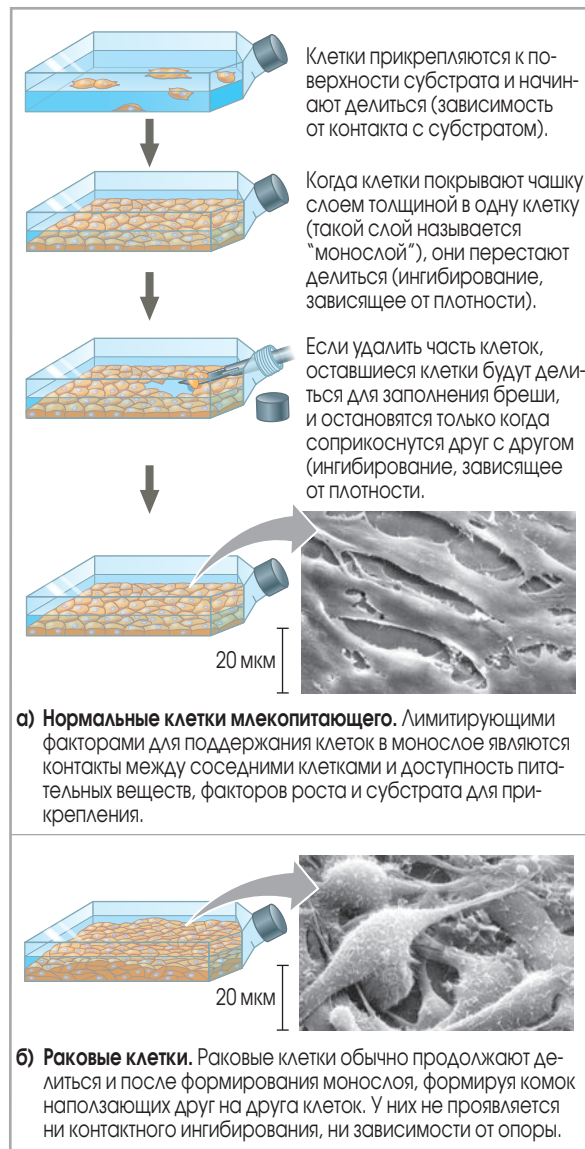 Клетки прикрепляются к по-
верхности субстрата и начин-
ают делиться (зависимость
от контакта с субстратом).
Когда клетки покрывают чашку
слоем толщиной в одну клетку
(такой слой называется
"монослой"), они перестают
делиться (ингибирование,
зависящее от плотности).
Если удалить часть клеток,
оставшиеся клетки будут дели-
ться для заполнения бреши,
и остановятся только когда
соприкоснутся друг с другом
(ингибирование, зависящее
от плотности.
20 мкм
а) Нормальные клетки млекопитающего. Лимитирующими
факторами для поддержания клеток в монослое являются
контакты между соседними клетками и доступность пита-
тельных веществ, факторов роста и субстрата для при-
крепления.
20 мкм
б) Раковые клетки. Раковые клетки обычно продолжают де-
литься и после формирования монослоя, формируя комок
наползающих друг на друга клеток. У них не проявляется
ни контактного ингибирования, ни зависимости от опоры.